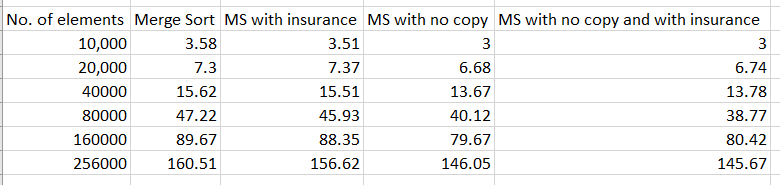 No. of elements Merge Sort MS with insurance MS with no copy MS with no copy and with insurance
10,000 3.58 3.51 3 3
20,000 7.3 7.37 6.68 6.74
40000 15.62 15.51 13.67 13.78
80000 47.22 45.93 40.12 38.77
160000 89.67 88.35 79.67 80.42
256000 160.51 156.62 146.05 145.67